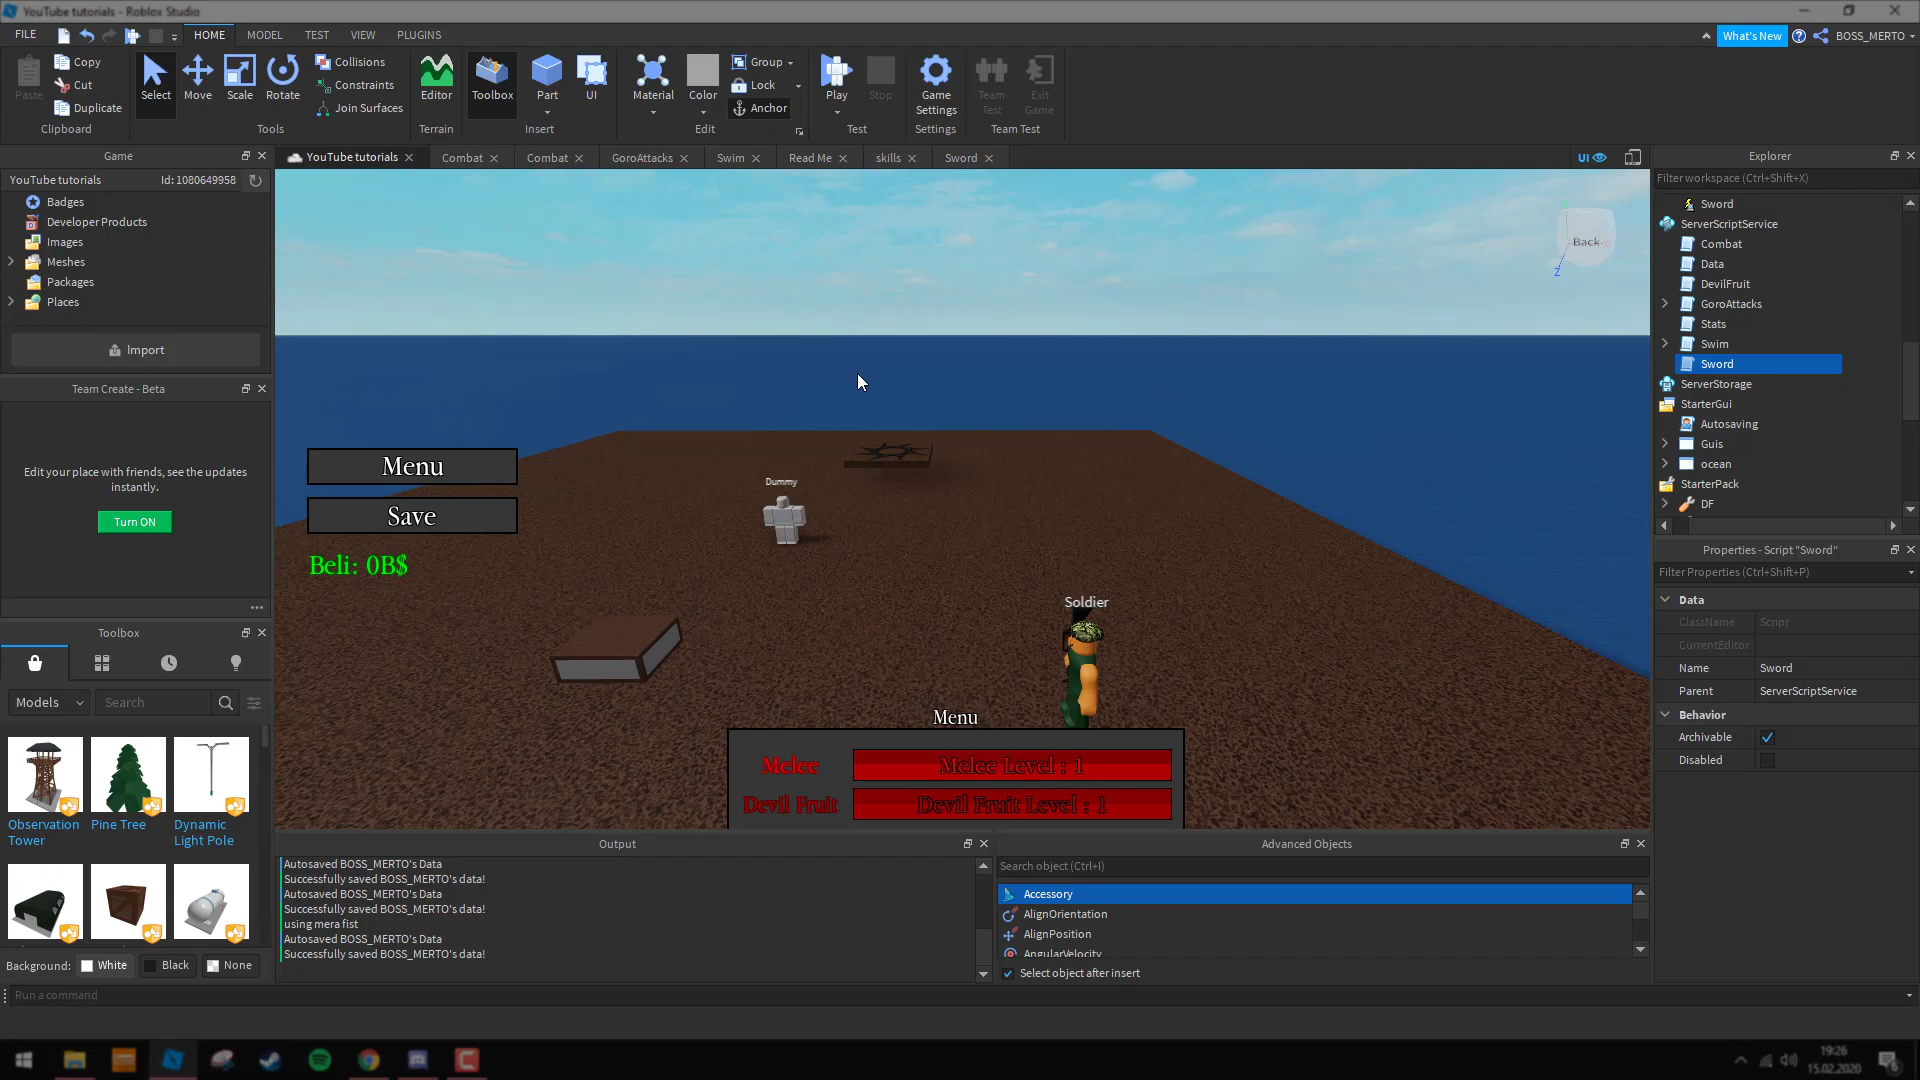 YouTube tutorials - Roblox Studio
FILE
HOME
MODEL
TEST
VIEW
PLUGINS
What's New
BOSS_MERTO
Paste
Copy
Cut
Duplicate
Clipboard
Select
Move
Scale
Rotate
Collisions
Constraints
Join Surfaces
Tools
Editor
Terrain
Toolbox
Part
UI
Insert
Material
Color
Group
Lock
Anchor
Edit
Play
Stop
Test
Game
Settings
Settings
Team
Test
Exit
Game
Team Test
Game
YouTube tutorials
Combat
Combat
GoroAttacks
Swim
Read Me
skills
Sword
UI
YouTube tutorials
Id: 1080649958
Badges
Developer Products
Images
Meshes
Packages
Places
Import
Team Create - Beta
Edit your place with friends, see the updates
instantly.
Turn ON
Toolbox
Models
Search
Observation
Tower
Pine Tree
Dynamic
Light Pole
Background:
White
Black
None
Back
Z
Menu
Save
Beli: 0B$
Dummy
Soldier
Menu
Melee
Melee Level : 1
Devil Fruit
Devil Fruit Level : 1
Output
Autosaved BOSS_MERTO's Data
Successfully saved BOSS_MERTO's data!
Autosaved BOSS_MERTO's Data
Successfully saved BOSS_MERTO's data!
using mera fist
Autosaved BOSS_MERTO's Data
Successfully saved BOSS_MERTO's data!
Advanced Objects
Search object (Ctrl+I)
Accessory
AlignOrientation
AlignPosition
AngularVelocity
Select object after insert
Explorer
Filter workspace (Ctrl+Shift+X)
Sword
ServerScriptService
Combat
Data
DevilFruit
GoroAttacks
Stats
Swim
Sword
ServerStorage
StarterGui
Autosaving
Guis
ocean
StarterPack
DF
Properties - Script "Sword"
Filter Properties (Ctrl+Shift+P)
Data
ClassName Script
CurrentEditor
Name Sword
Parent ServerScriptService
Behavior
Archivable
Disabled
Run a command
19:26
15.02.2020